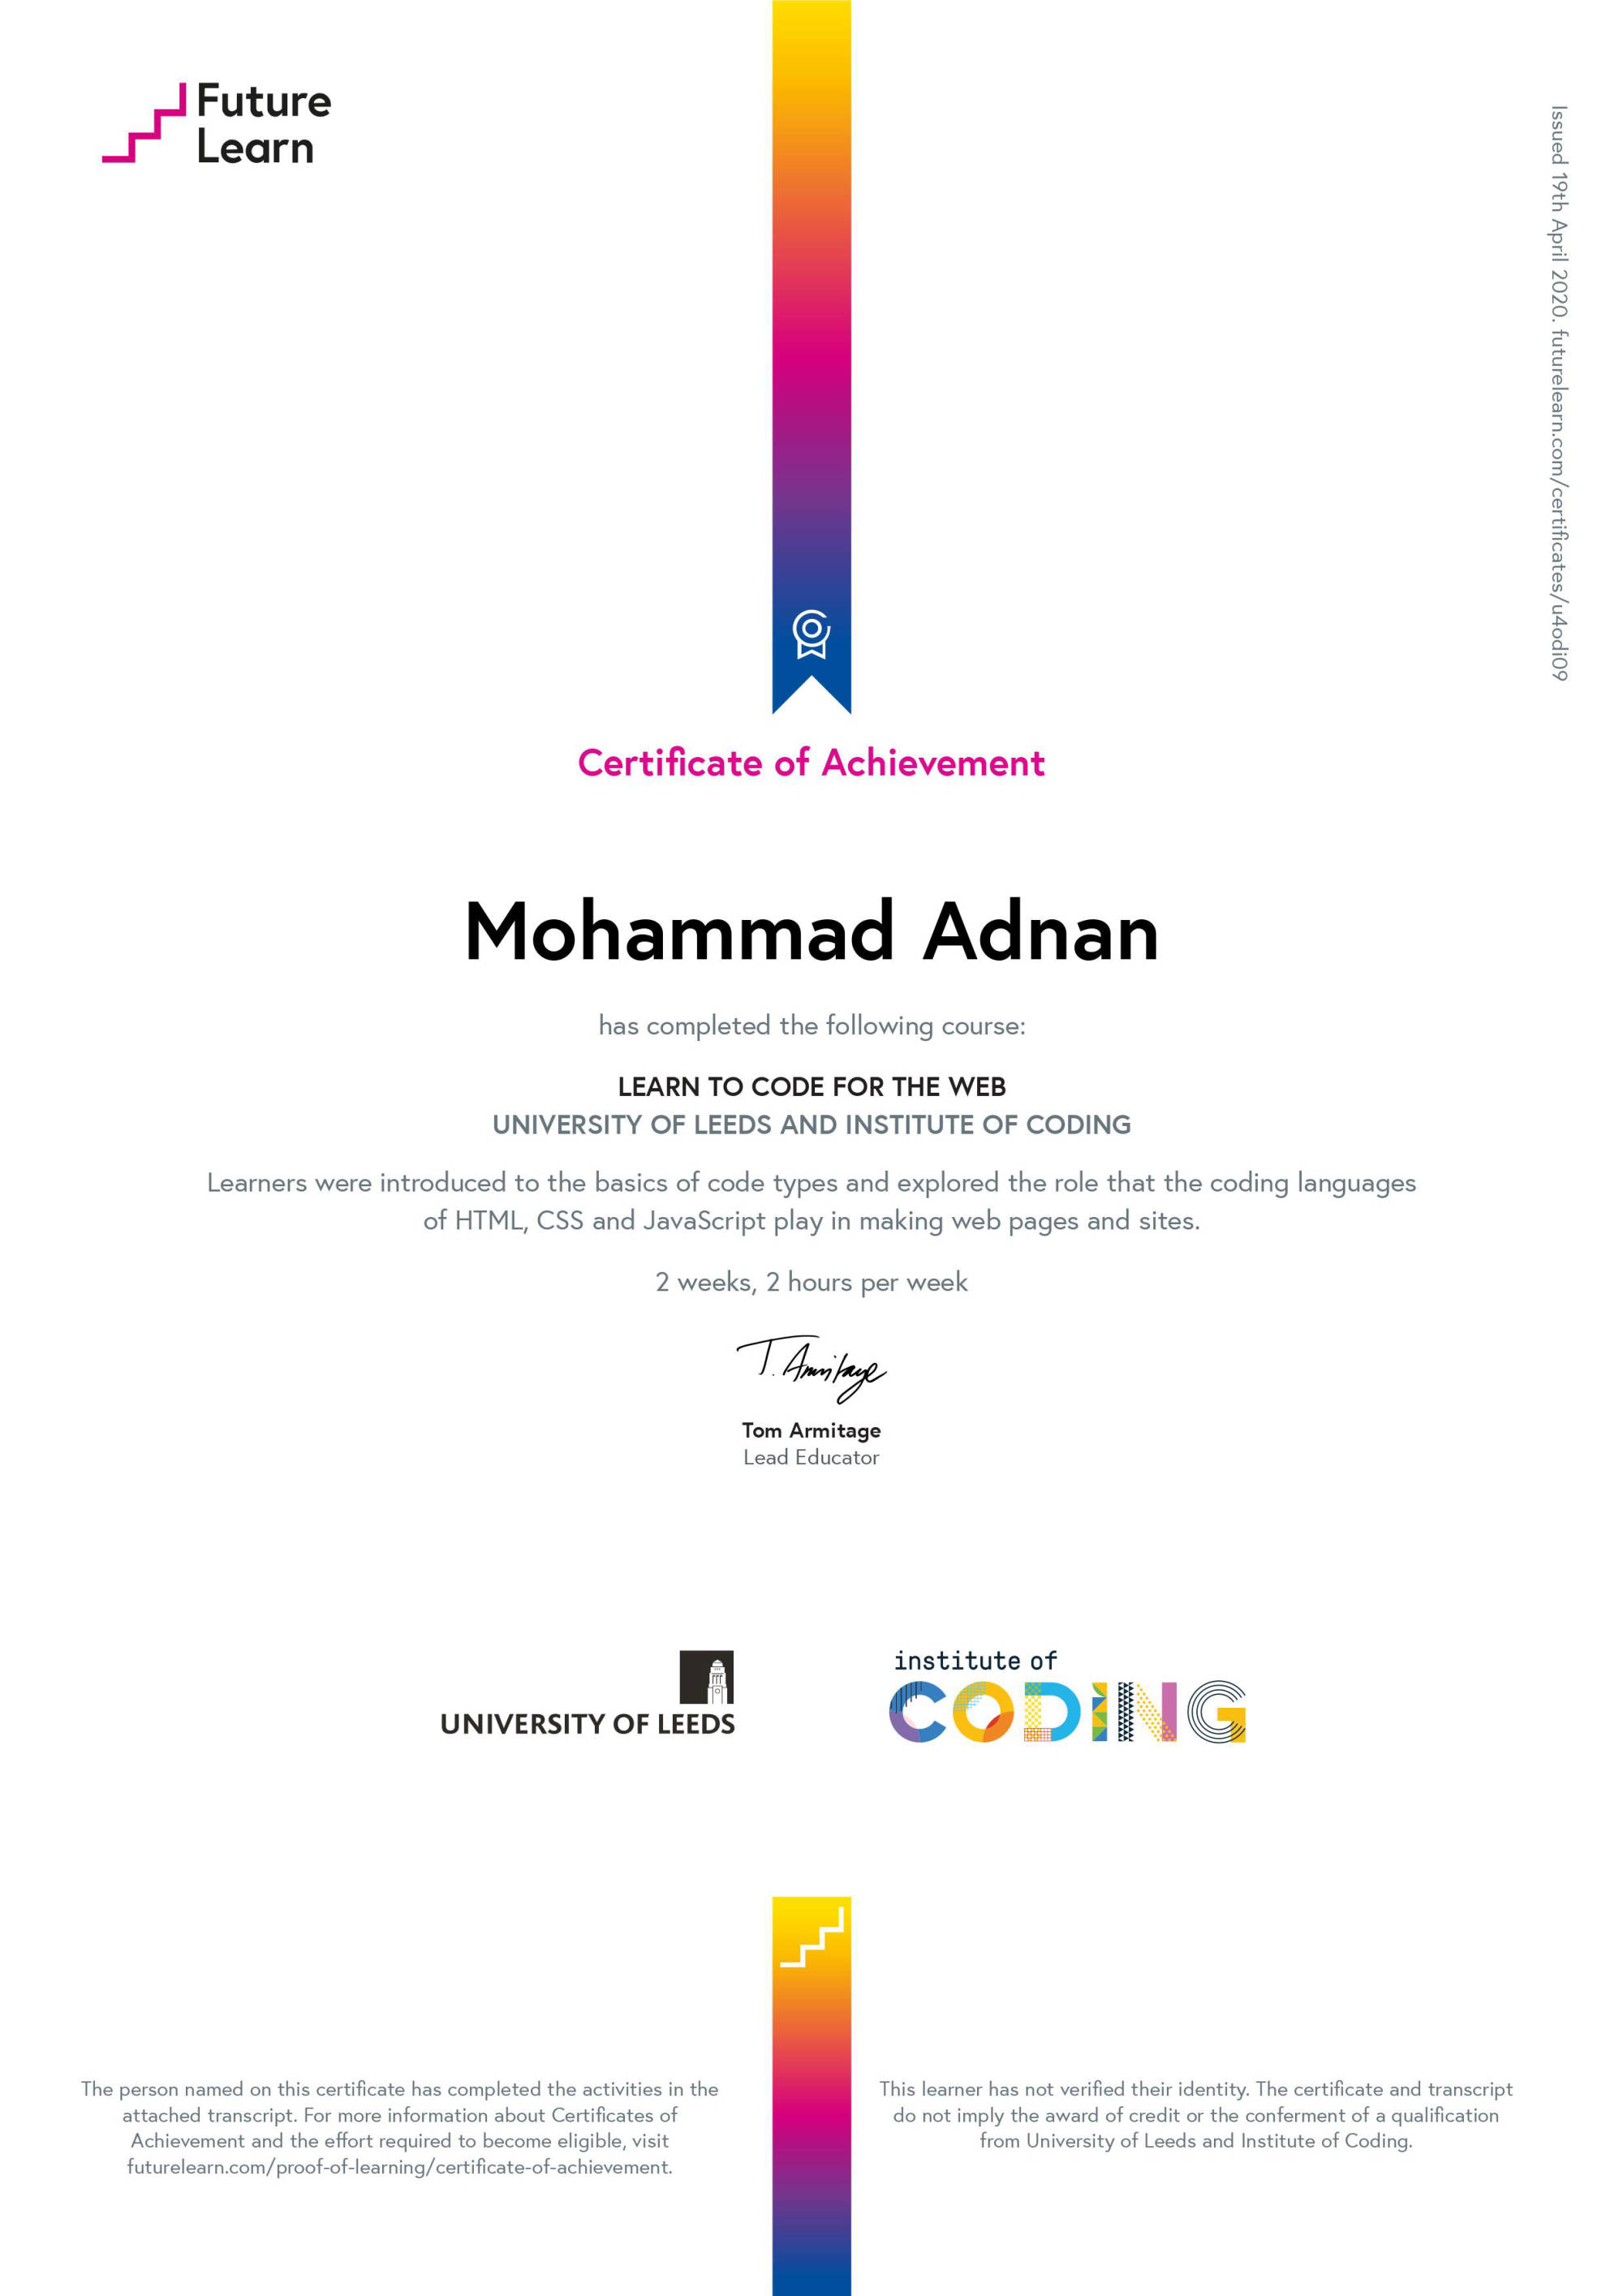 Future
Learn
Issued 19th April 2020. futurelearn.com/certificates/u4odi09
Certificate of Achievement
Mohammad Adnan
has completed the following course:
LEARN TO CODE FOR THE WEB
UNIVERSITY OF LEEDS AND INSTITUTE OF CODING
Learners were introduced to the basics of code types and explored the role that the coding languages
of HTML, CSS and JavaScript play in making web pages and sites.
2 weeks, 2 hours per week
T. Armitage
Tom Armitage
Lead Educator
UNIVERSITY OF LEEDS
institute of
CODING
The person named on this certificate has completed the activities in the
attached transcript. For more information about Certificates of
Achievement and the effort required to become eligible, visit
futurelearn.com/proof-of-learning/certificate-of-achievement.
This learner has not verified their identity. The certificate and transcript
do not imply the award of credit or the conferment of a qualification
from University of Leeds and Institute of Coding.